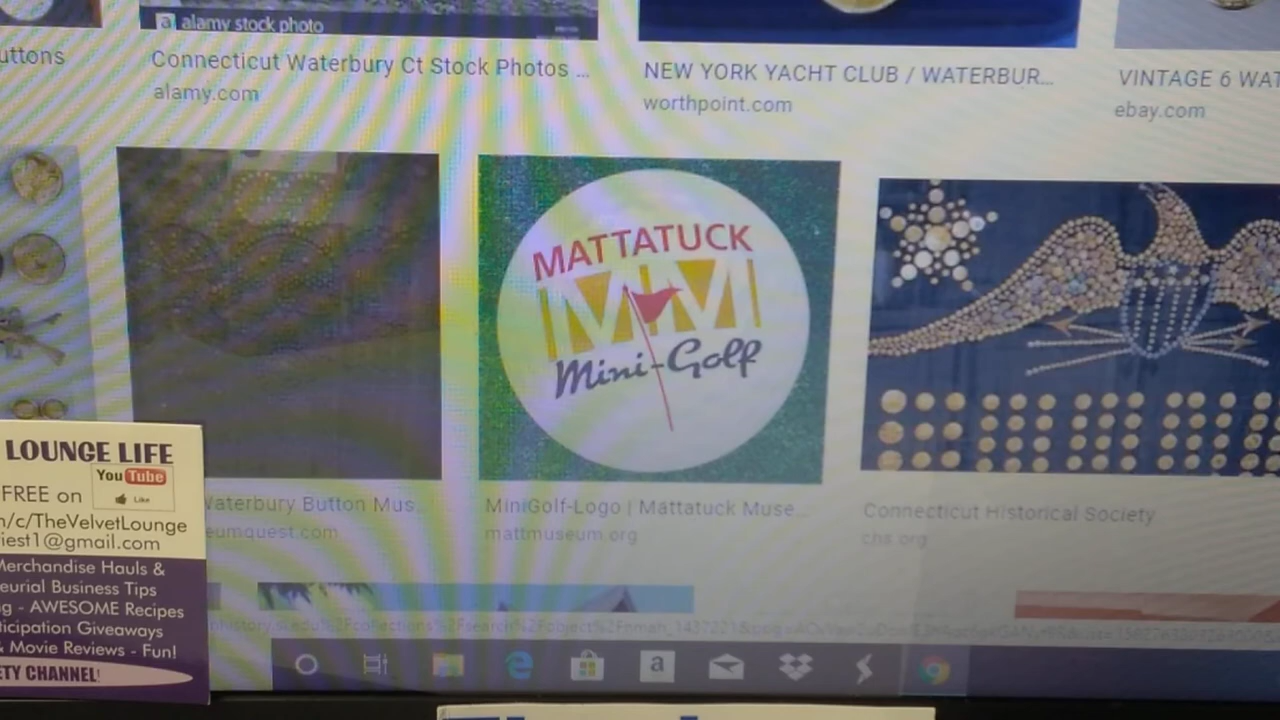 a alamy stock photo
uttons
Connecticut Waterbury Ct Stock Photos ...
alamy.com
NEW YORK YACHT CLUB / WATERBUR...
worthpoint.com
VINTAGE 6 WAT
ebay.com
MATTATUCK
MM
Mini-Golf
Waterbury Button Mus...
eumquest.com
MiniGolf-Logo | Mattatuck Muse...
mattmuseum.org
Connecticut Historical Society
chs.org
LOUNGE LIFE
FREE on
YouTube
Like
/c/TheVelvetLounge
iest1@gmail.com
Merchandise Hauls &
eurial Business Tips
g - AWESOME Recipes
ticipation Giveaways
& Movie Reviews - Fun!
ETY CHANNEL!
a